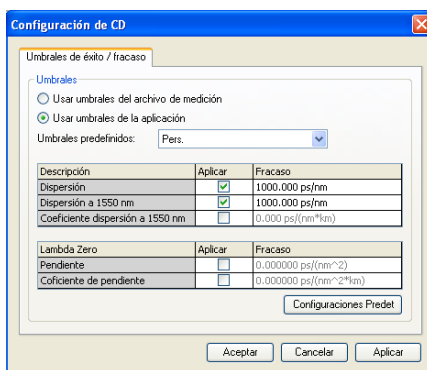 Configuración de CD
Umbrales de éxito / fracaso
Umbrales
Usar umbrales del archivo de medición
Usar umbrales de la aplicación
Umbrales predefinidos: Pers.
Descripción Aplicar Fracaso
Dispersión 1000.000 ps/nm
Dispersión a 1550 nm 1000.000 ps/nm
Coeficiente dispersión a 1550 nm 0.000 ps/(nm*km)
Lambda Zero Aplicar Fracaso
Pendiente 0.000000 ps/(nm^2)
Coficiente de pendiente 0.000000 ps/(nm^2*km)
Configuraciones Predet
Aceptar Cancelar Aplicar